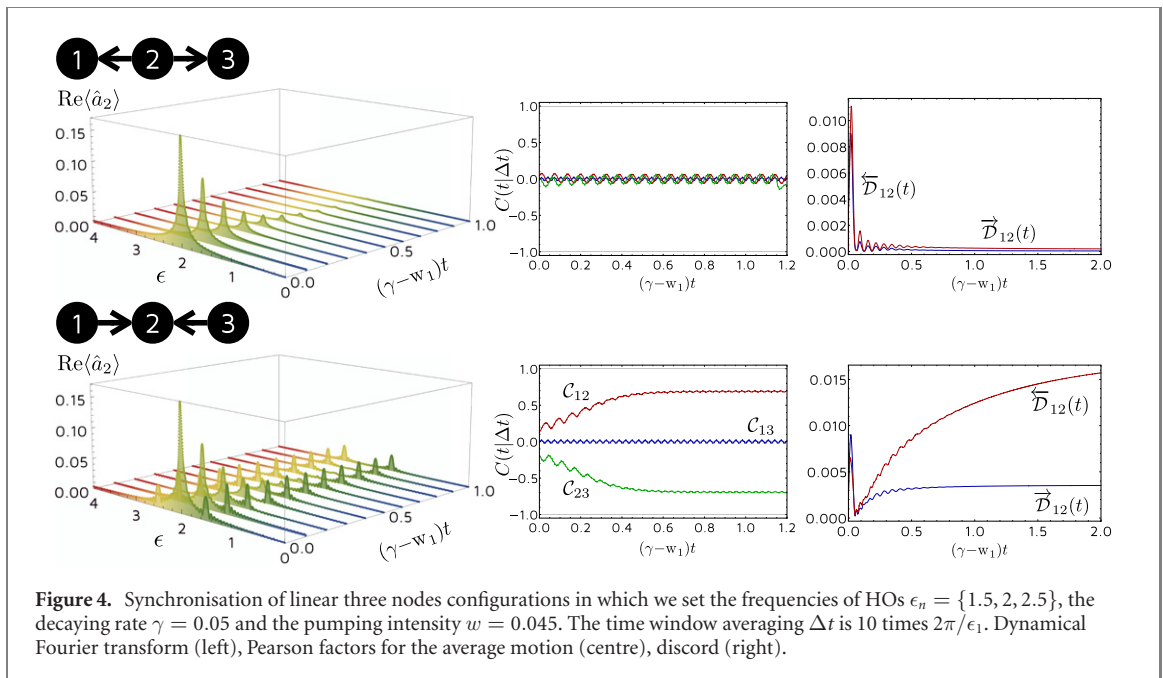 1 2 3
Re⟨â₂⟩
0.15
0.10
0.05
0.00
4
3
2
1
0
ϵ
0.0
0.5
1.0
(γ−w₁)t
C(t|Δt)
1.0
0.5
0.0
−0.5
−1.0
0.0 0.2 0.4 0.6 0.8 1.0 1.2
(γ−w₁)t
0.010
0.008
0.006
0.004
0.002
0.000
𝒟⃖₁₂(t)
𝒟⃗₁₂(t)
0.0 0.5 1.0 1.5 2.0
(γ−w₁)t
1 2 3
Re⟨â₂⟩
0.15
0.10
0.05
0.00
4
3
2
1
0
ϵ
0.0
0.5
1.0
(γ−w₁)t
C(t|Δt)
1.0
0.5
0.0
−0.5
−1.0
𝒞₁₂
𝒞₁₃
𝒞₂₃
0.0 0.2 0.4 0.6 0.8 1.0 1.2
(γ−w₁)t
0.015
0.010
0.005
0.000
𝒟⃖₁₂(t)
𝒟⃗₁₂(t)
0.0 0.5 1.0 1.5 2.0
(γ−w₁)t
Figure 4. Synchronisation of linear three nodes configurations in which we set the frequencies of HOs ϵₙ = {1.5, 2, 2.5}, the
decaying rate γ = 0.05 and the pumping intensity w = 0.045. The time window averaging Δt is 10 times 2π/ϵ₁. Dynamical
Fourier transform (left), Pearson factors for the average motion (centre), discord (right).